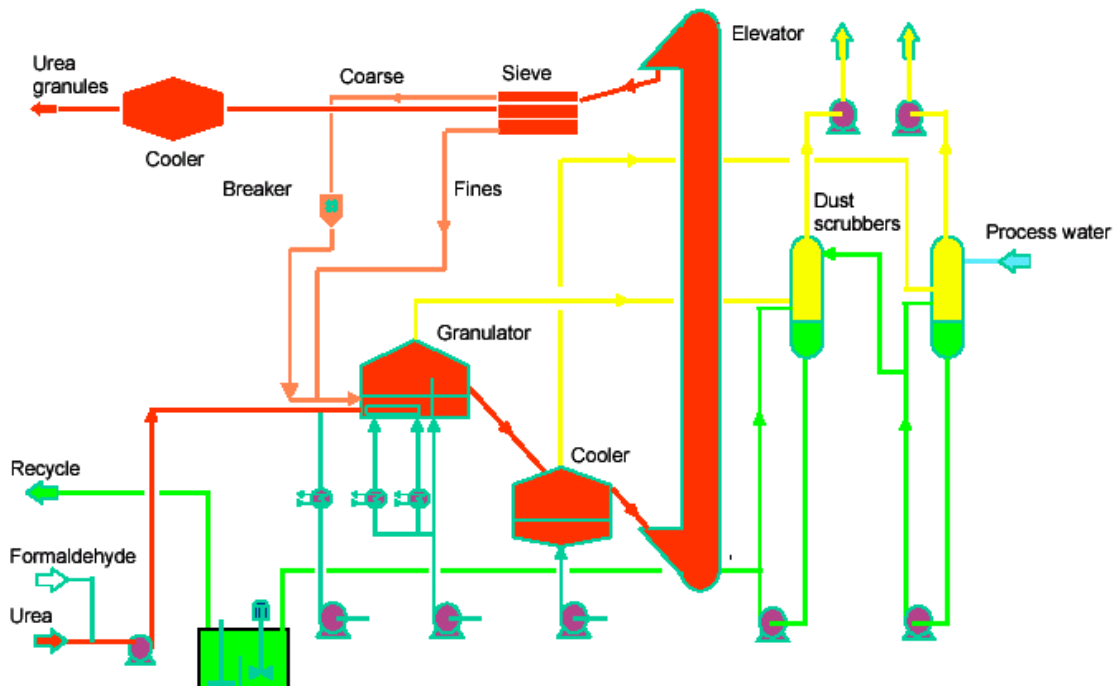 Elevator
Urea
granules
Coarse
Sieve
Cooler
Breaker
Fines
Dust
scrubbers
Process water
Granulator
Cooler
Recycle
Formaldehyde
Urea